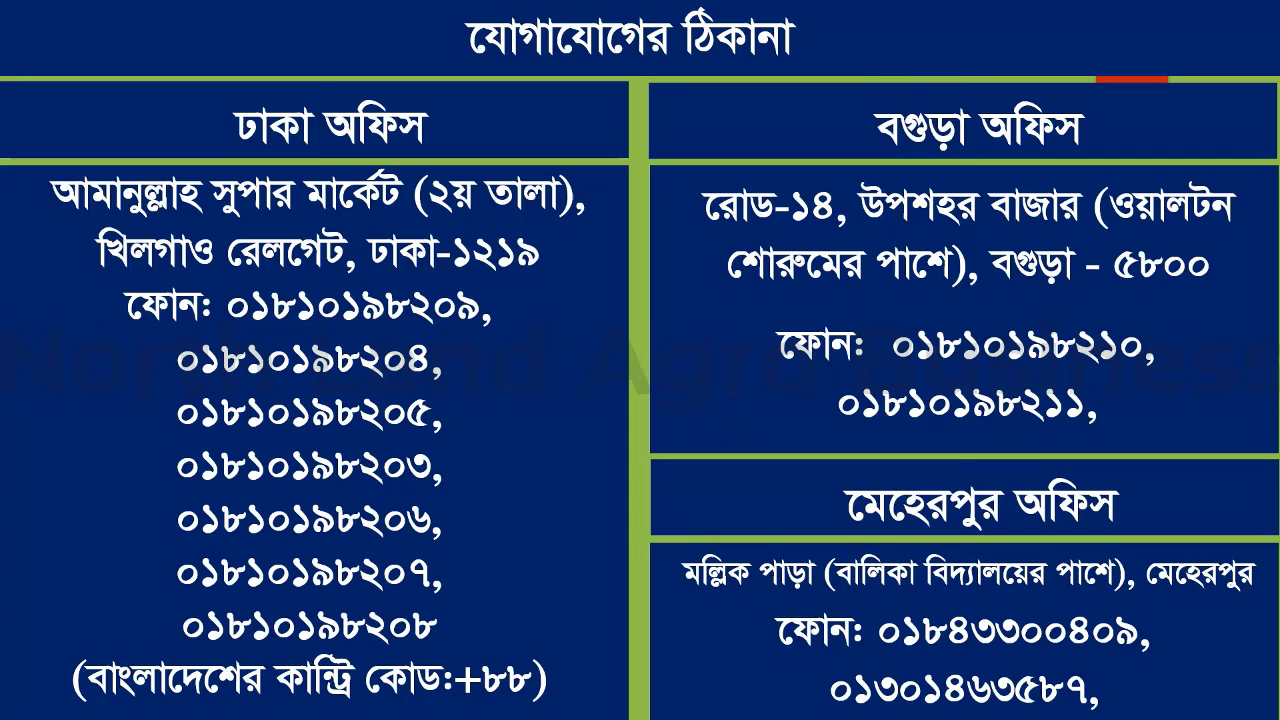 যোগাযোগের ঠিকানা
ঢাকা অফিস
আমানুল্লাহ সুপার মার্কেট (২য় তালা),
খিলগাও রেলগেট, ঢাকা-১২১৯
ফোন: ০১৮১০১৯৮২০৯,
০১৮১০১৯৮২০৪,
০১৮১০১৯৮২০৫,
০১৮১০১৯৮২০৩,
০১৮১০১৯৮২০৬,
০১৮১০১৯৮২০৭,
০১৮১০১৯৮২০৮
(বাংলাদেশের কান্ট্রি কোড:+৮৮)
বগুড়া অফিস
রোড-১৪, উপশহর বাজার (ওয়ালটন
শোরুমের পাশে), বগুড়া - ৫৮০০
ফোন: ০১৮১০১৯৮২১০,
০১৮১০১৯৮২১১,
মেহেরপুর অফিস
মল্লিক পাড়া (বালিকা বিদ্যালয়ের পাশে), মেহেরপুর
ফোন: ০১৮৪৩৩০০৪০৯,
০১৩০১৪৬৩৫৮৭,